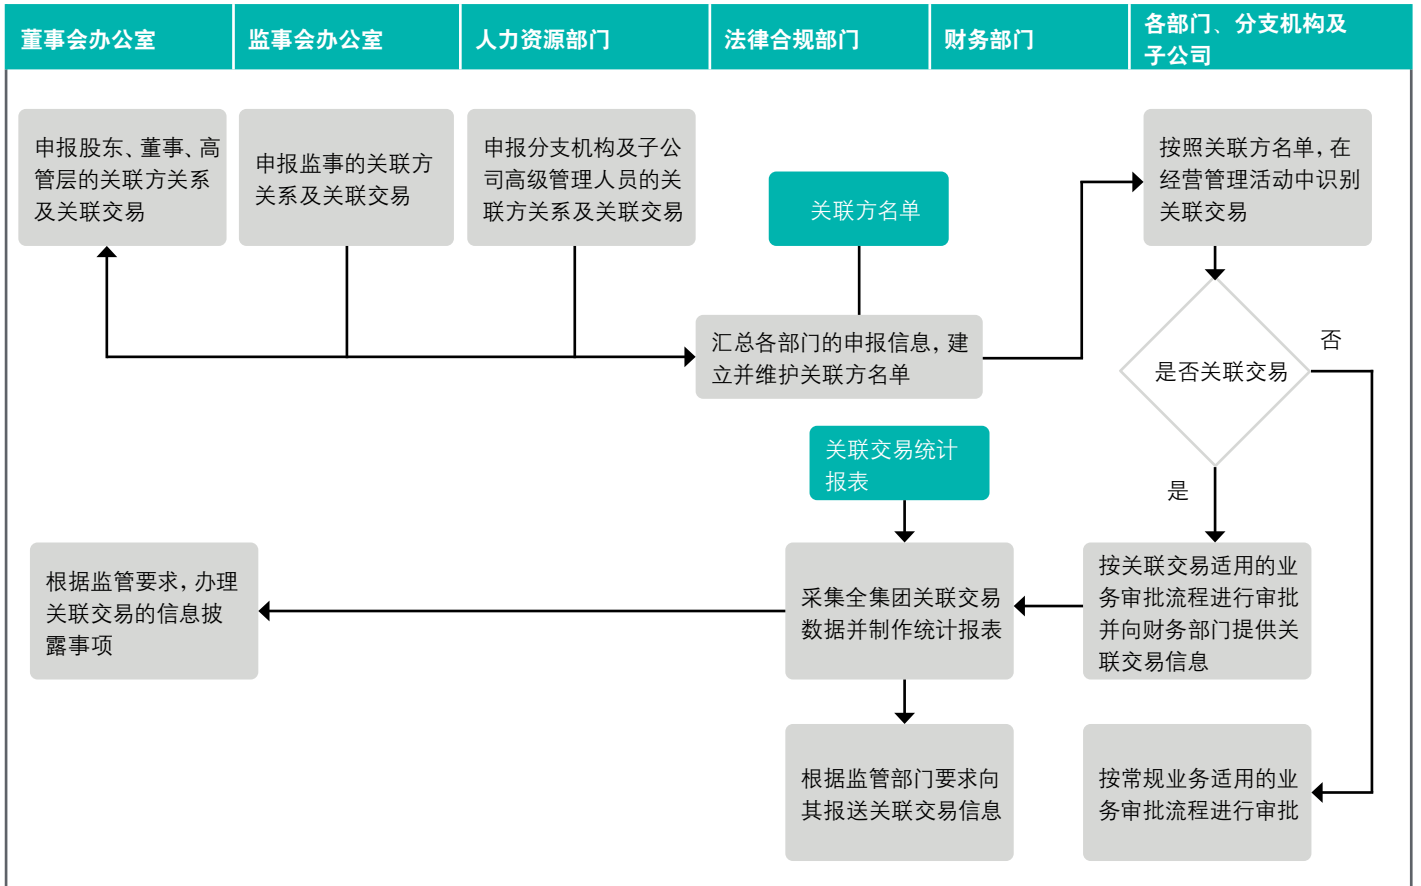 董事会办公室
监事会办公室
人力资源部门
法律合规部门
财务部门
各部门、分支机构及
子公司
申报股东、董事、高
管层的关联方关系
及关联交易
申报监事的关联方
关系及关联交易
申报分支机构及子公
司高级管理人员的关
联方关系及关联交易
关联方名单
按照关联方名单，在
经营管理活动中识别
关联交易
汇总各部门的申报信息，建
立并维护关联方名单
是否关联交易
否
是
关联交易统计
报表
根据监管要求，办理
关联交易的信息披
露事项
采集全集团关联交易
数据并制作统计报表
按关联交易适用的业
务审批流程进行审批
并向财务部门提供关
联交易信息
根据监管部门要求向
其报送关联交易信息
按常规业务适用的业
务审批流程进行审批